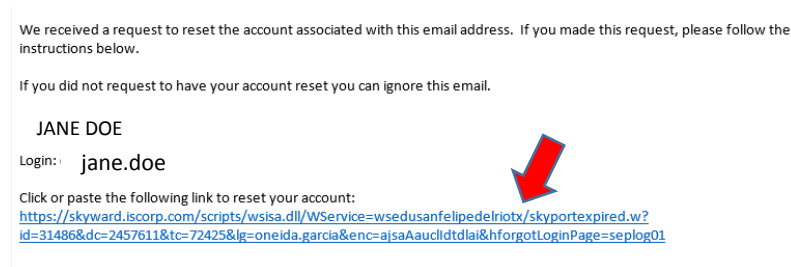 We received a request to reset the account associated with this email address.  If you made this request, please follow the
instructions below.
If you did not request to have your account reset you can ignore this email.
JANE DOE
Login: jane.doe
Click or paste the following link to reset your account:
https://skyward.iscorp.com/scripts/wsisa.dll/WService=wsedusanfelipedelriotx/skyportexpired.w?
id=31486&dc=2457611&tc=72425&lg=oneida.garcia&enc=ajsaAauclIdtdlai&hforgotLoginPage=seplog01